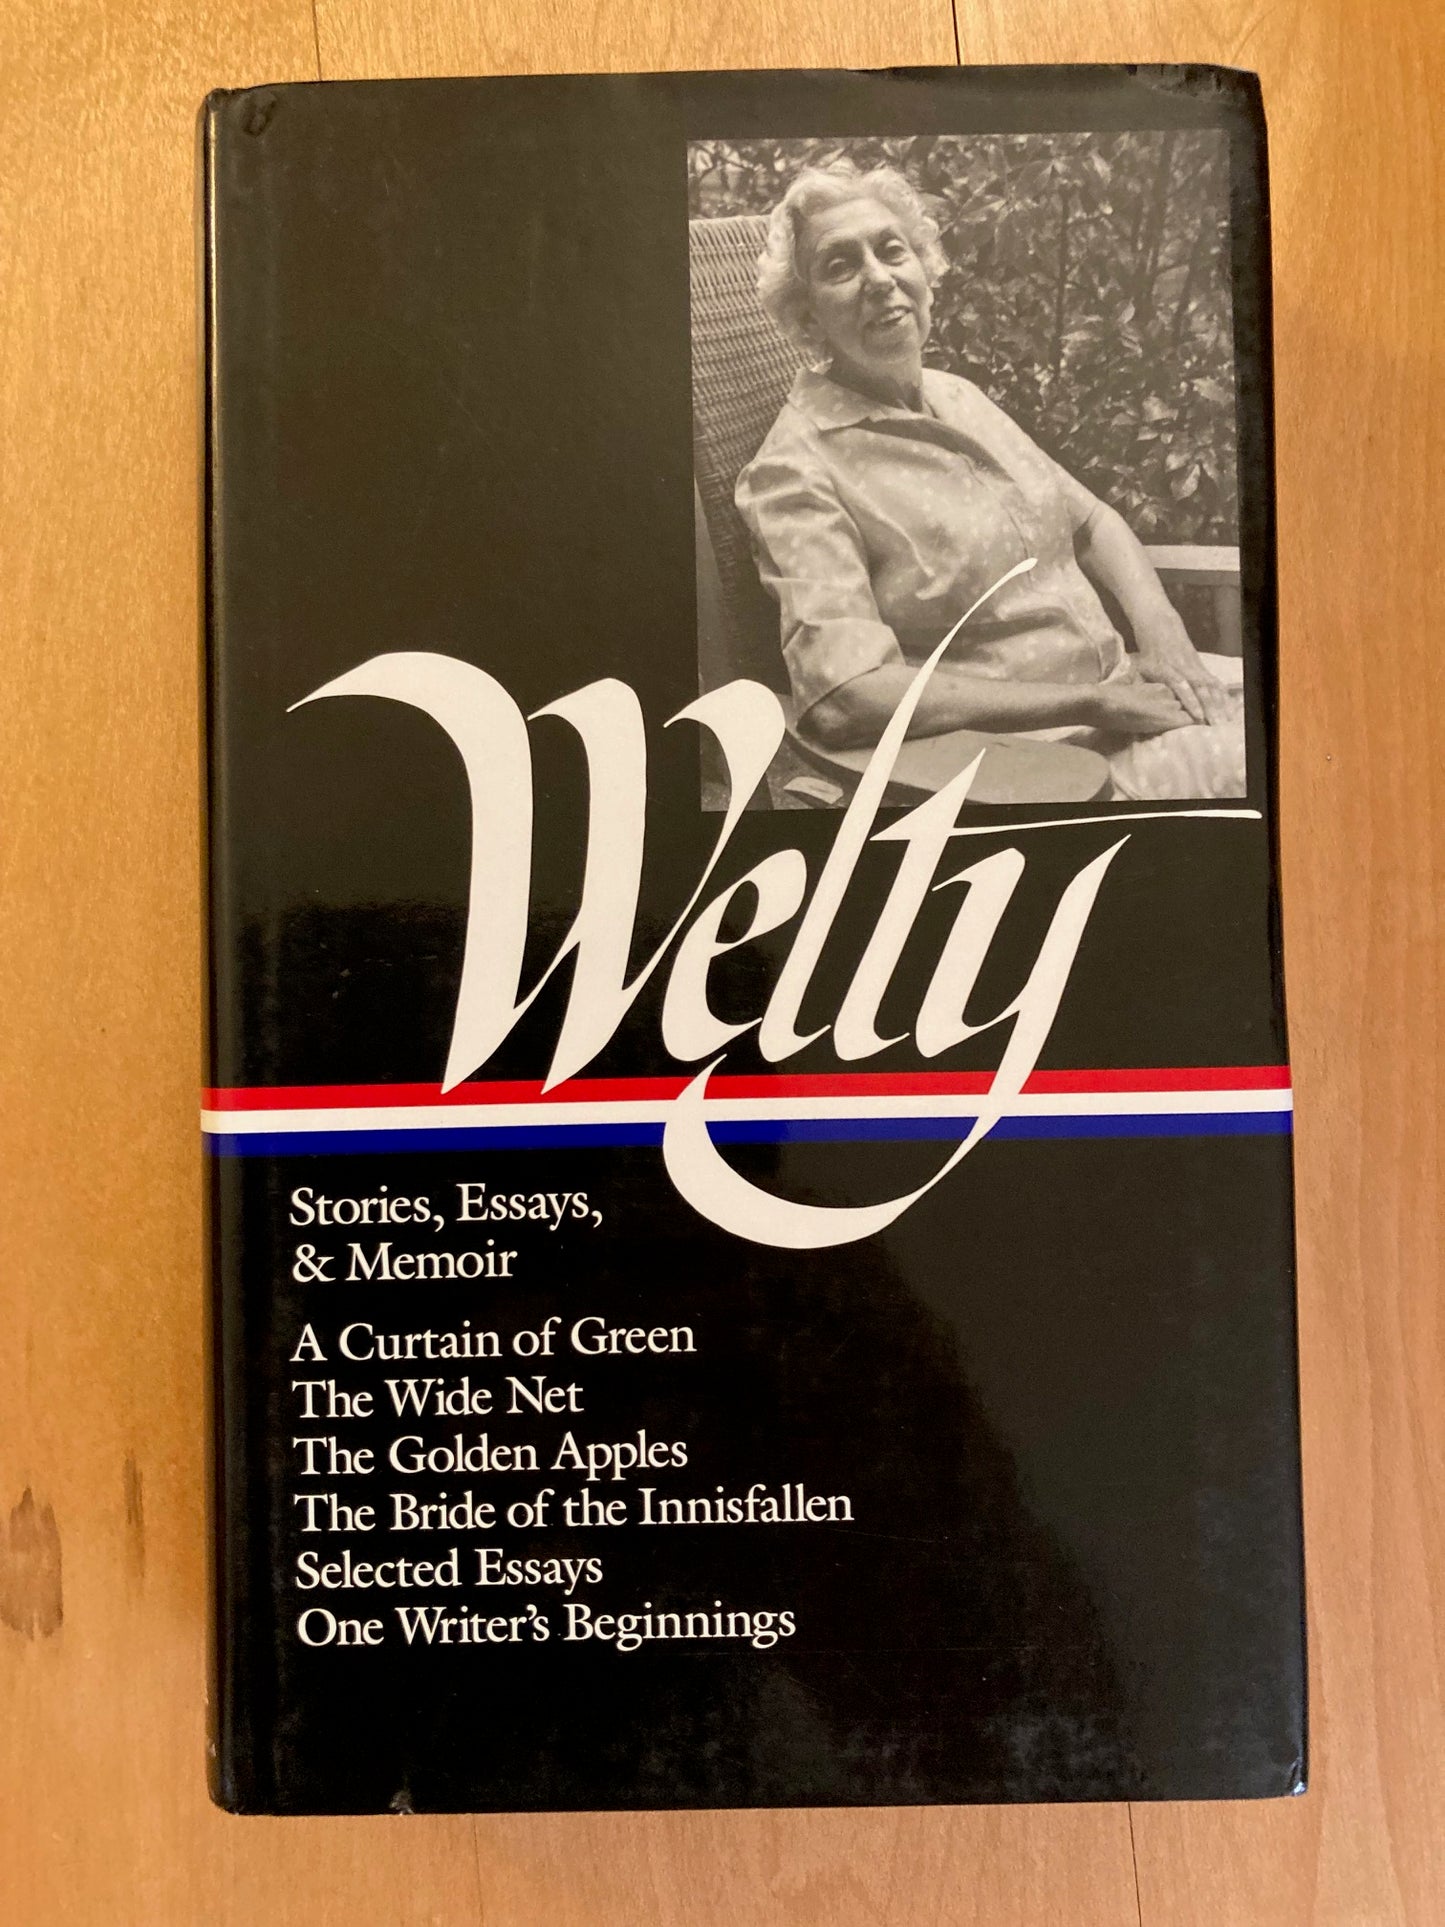 Welty
Stories, Essays,
& Memoir
A Curtain of Green
The Wide Net
The Golden Apples
The Bride of the Innisfallen
Selected Essays
One Writer’s Beginnings